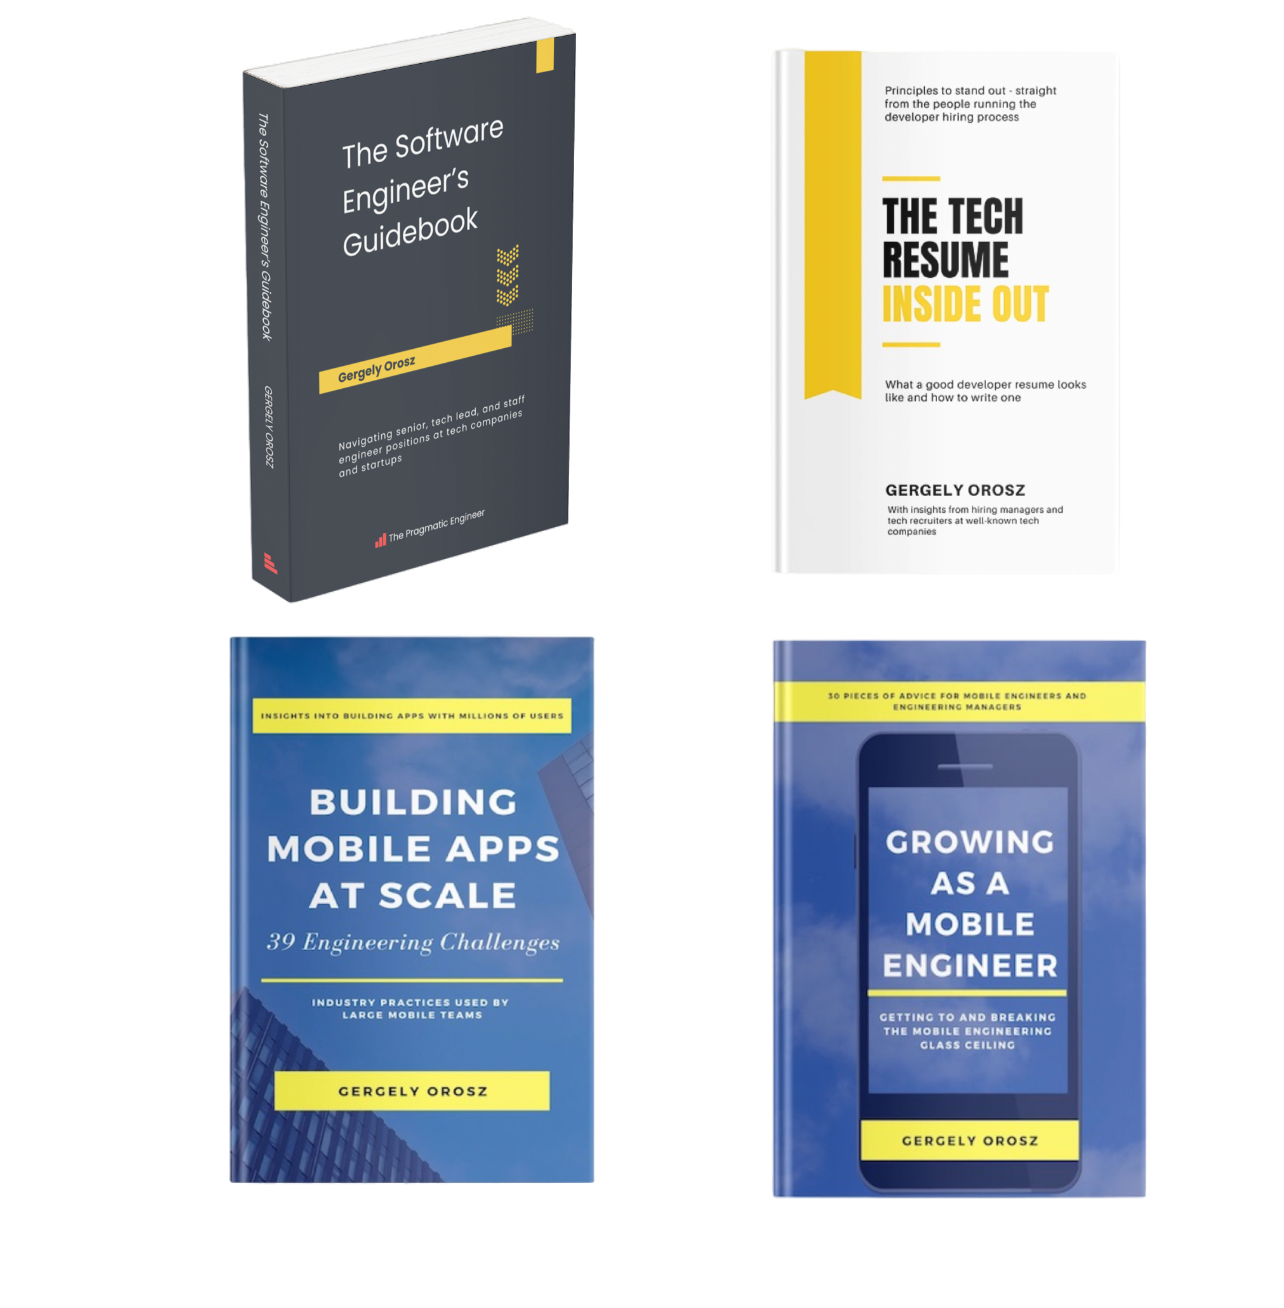 The Software Engineer's Guidebook
GERGELY OROSZ
The Software
Engineer's
Guidebook
Gergely Orosz
Navigating senior, tech lead, and staff
engineer positions at tech companies
and startups
The Pragmatic Engineer
Principles to stand out - straight
from the people running the
developer hiring process
THE TECH
RESUME
INSIDE OUT
What a good developer resume looks
like and how to write one
GERGELY OROSZ
With insights from hiring managers and
tech recruiters at well-known tech
companies
INSIGHTS INTO BUILDING APPS WITH MILLIONS OF USERS
BUILDING
MOBILE APPS
AT SCALE
39 Engineering Challenges
INDUSTRY PRACTICES USED BY
LARGE MOBILE TEAMS
GERGELY OROSZ
30 PIECES OF ADVICE FOR MOBILE ENGINEERS AND
ENGINEERING MANAGERS
GROWING
AS A
MOBILE
ENGINEER
GETTING TO AND BREAKING
THE MOBILE ENGINEERING
GLASS CEILING
GERGELY OROSZ